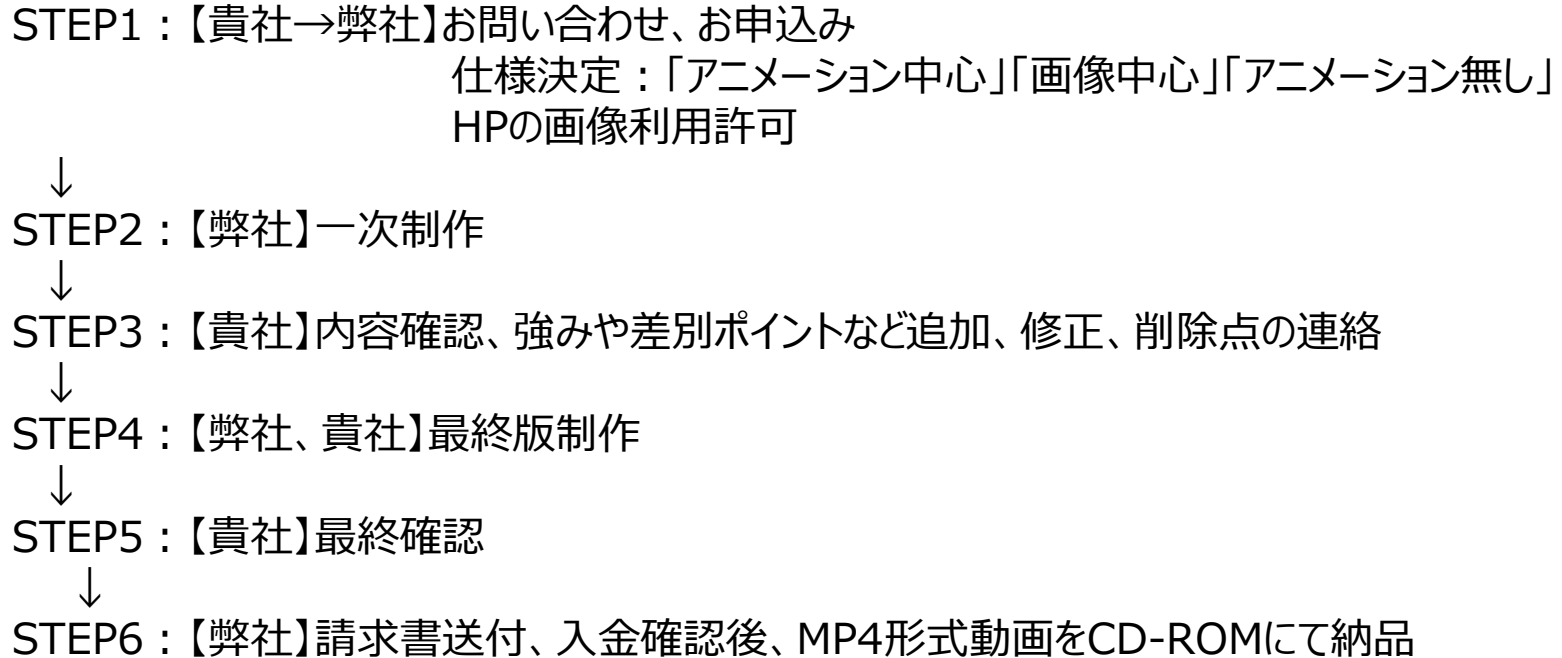 STEP1：【貴社→弊社】お問い合わせ、お申込み
仕様決定：「アニメーション中心」「画像中心」「アニメーション無し」
HPの画像利用許可
↓
STEP2：【弊社】一次制作
↓
STEP3：【貴社】内容確認、強みや差別ポイントなど追加、修正、削除点の連絡
↓
STEP4：【弊社、貴社】最終版制作
↓
STEP5：【貴社】最終確認
↓
STEP6：【弊社】請求書送付、入金確認後、MP4形式動画をCD-ROMにて納品